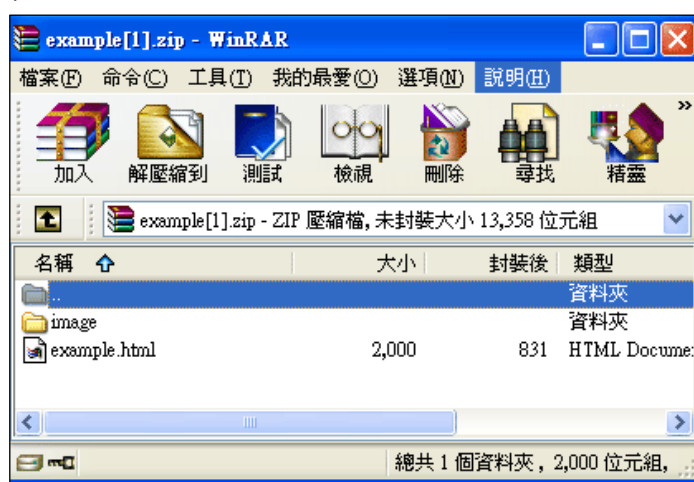 example[1].zip - WinRAR
檔案(F) 命令(C) 工具(T) 我的最愛(O) 選項(N) 說明(H)
加入 解壓縮到 測試 檢視 刪除 尋找 精靈 »
example[1].zip - ZIP 壓縮檔, 未封裝大小 13,358 位元組
名稱 大小 封裝後 類型
.. 資料夾
image 資料夾
example.html 2,000 831 HTML Docume
總共 1 個資料夾, 2,000 位元組,